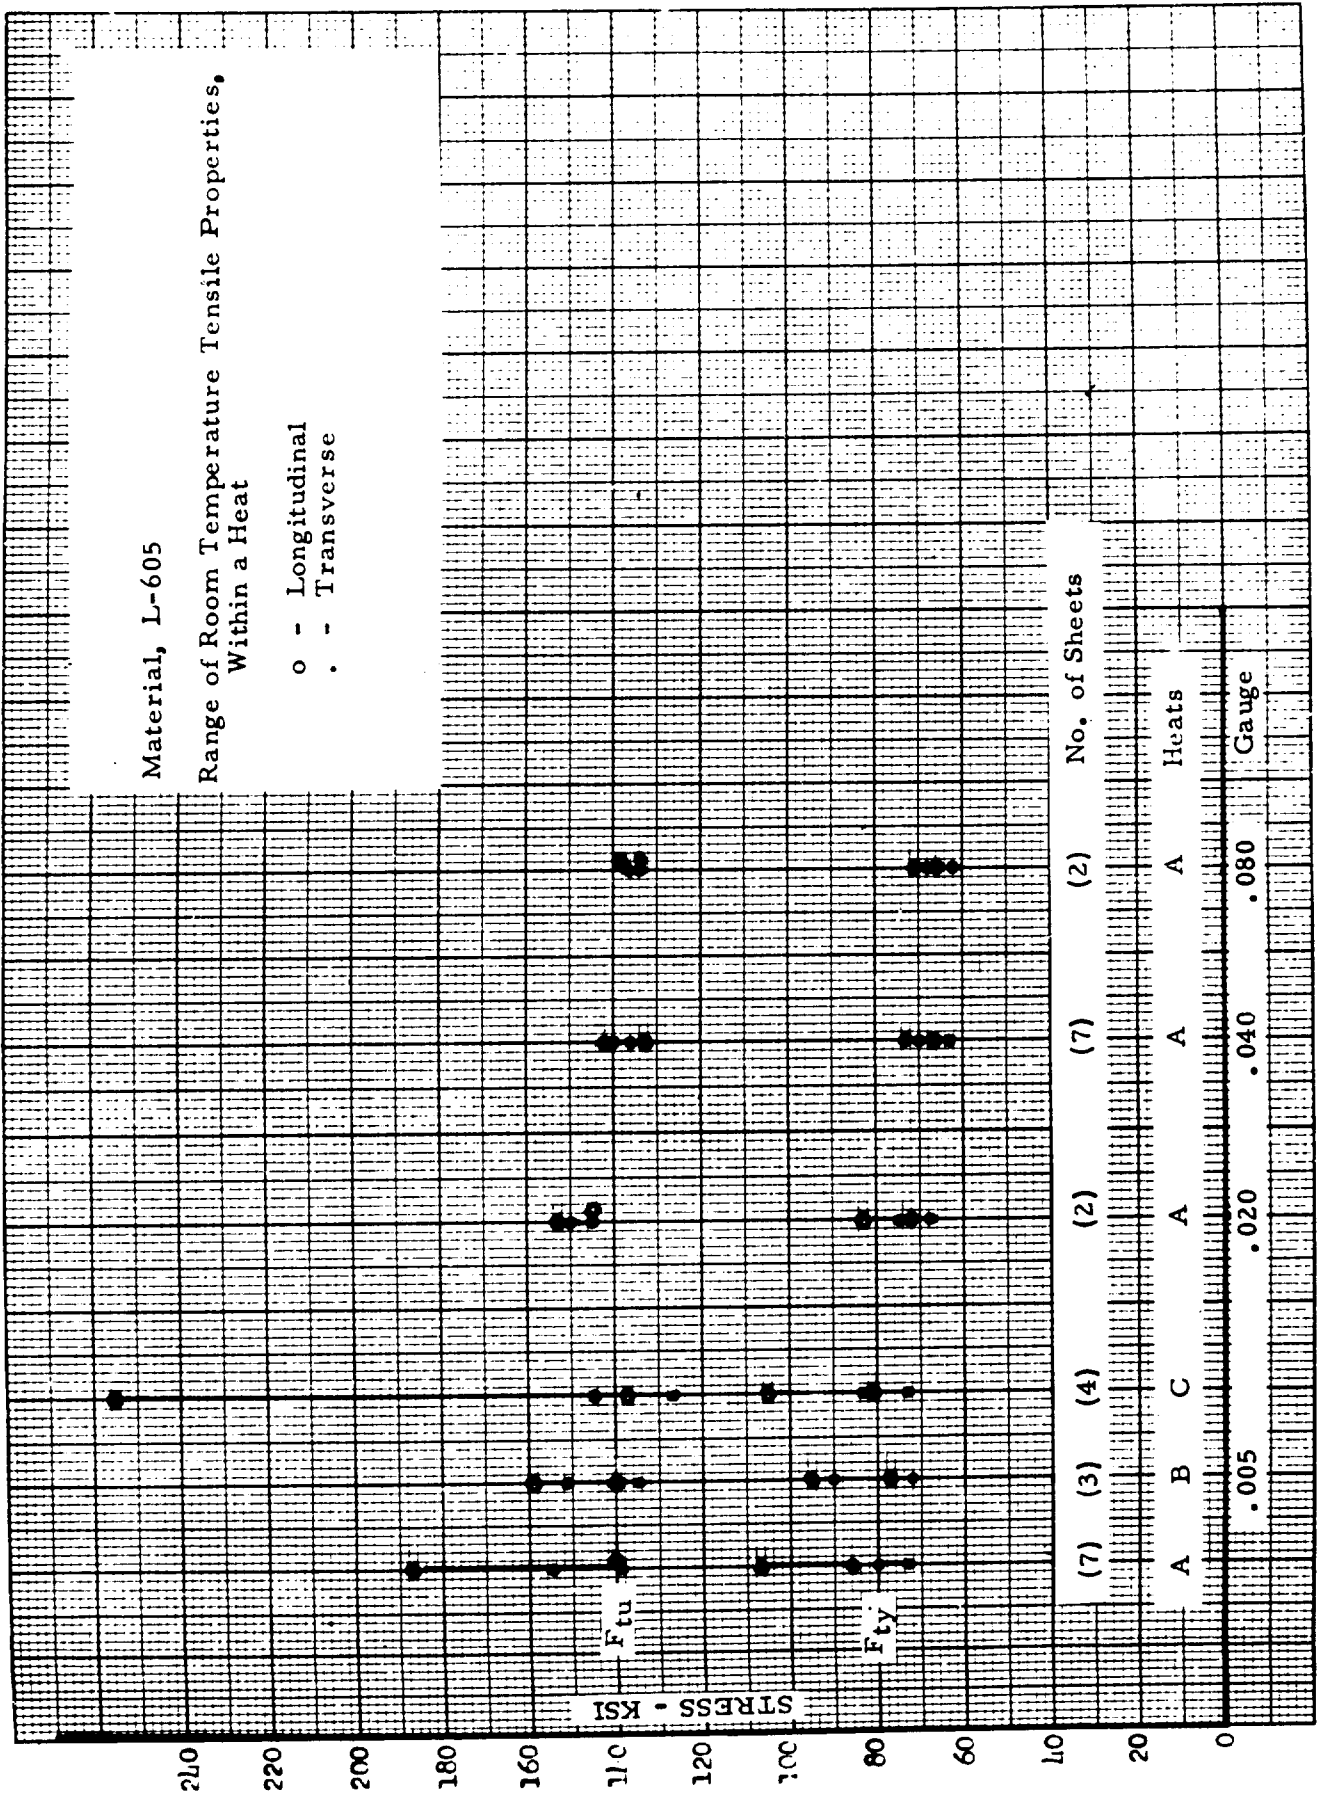 Material, L-605
Range of Room Temperature Tensile Properties,
Within a Heat
o - Longitudinal
. - Transverse
STRESS - KSI
240
220
200
180
160
140
120
100
80
60
40
20
0
Ftu
Fty
(7) (3) (4) (2) (7) (2) No. of Sheets
A B C A A A Heats
.005 .020 .040 .080 Gauge